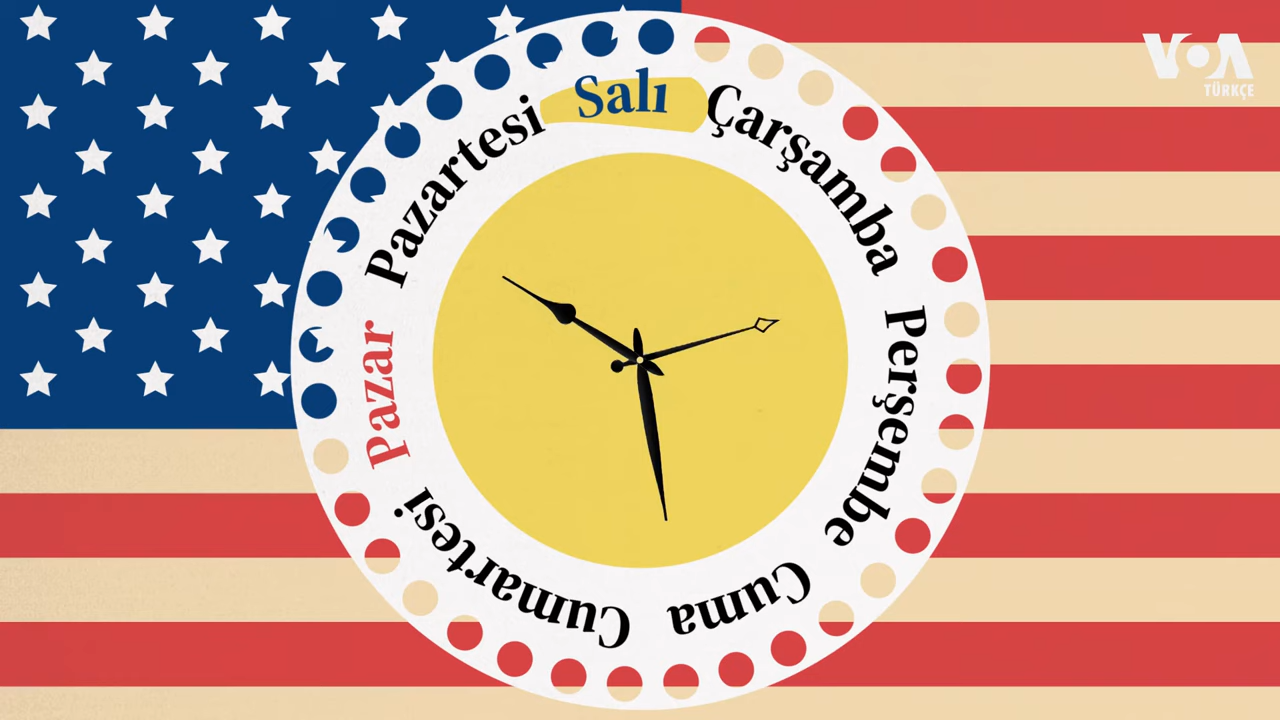 VOA
TÜRKÇE
Pazartesi
Salı
Çarşamba
Perşembe
Cuma
Cumartesi
Pazar